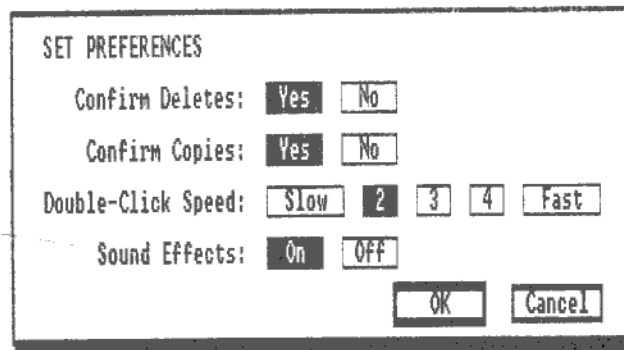 SET PREFERENCES
Confirm Deletes: Yes No
Confirm Copies: Yes No
Double-Click Speed: Slow 2 3 4 Fast
Sound Effects: On Off
OK Cancel